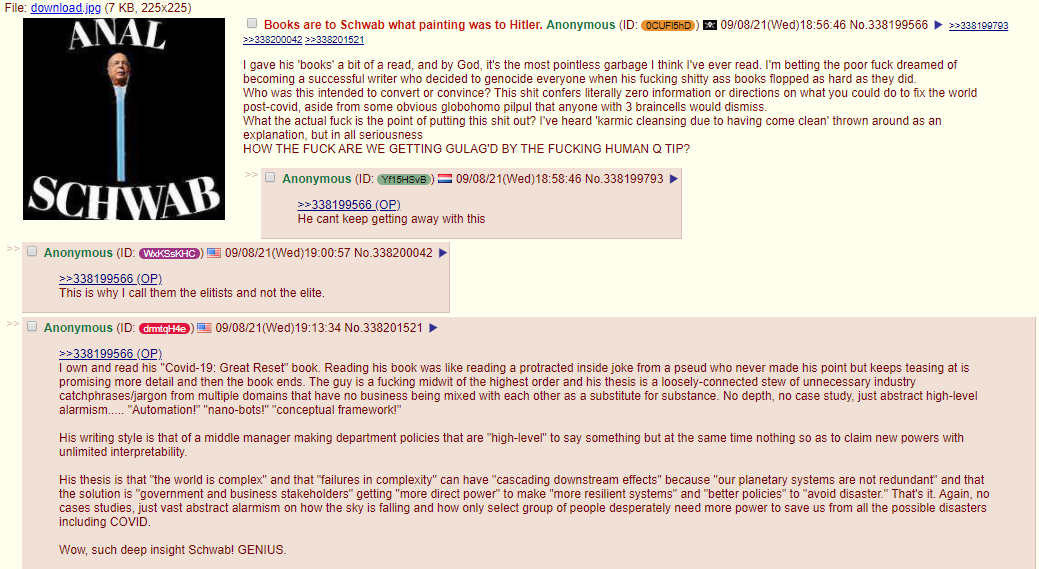 File: download.jpg (7 KB, 225x225)
ANAL
SCHWAB
Books are to Schwab what painting was to Hitler. Anonymous (ID: 0CUFl5hD) 09/08/21(Wed)18:56:46 No.338199566 ▶ >>338199793
>>338200042 >>338201521
I gave his 'books' a bit of a read, and by God, it's the most pointless garbage I think I've ever read. I'm betting the poor fuck dreamed of
becoming a successful writer who decided to genocide everyone when his fucking shitty ass books flopped as hard as they did.
Who was this intended to convert or convince? This shit confers literally zero information or directions on what you could do to fix the world
post-covid, aside from some obvious globohomo pilpul that anyone with 3 braincells would dismiss.
What the actual fuck is the point of putting this shit out? I've heard 'karmic cleansing due to having come clean' thrown around as an
explanation, but in all seriousness
HOW THE FUCK ARE WE GETTING GULAG'D BY THE FUCKING HUMAN Q TIP?
>> Anonymous (ID: Yf15HSvB) 09/08/21(Wed)18:58:46 No.338199793 ▶
>>338199566 (OP)
He cant keep getting away with this
>> Anonymous (ID: WxKSsKHC) 09/08/21(Wed)19:00:57 No.338200042 ▶
>>338199566 (OP)
This is why I call them the elitists and not the elite.
>> Anonymous (ID: drmtqH4e) 09/08/21(Wed)19:13:34 No.338201521 ▶
>>338199566 (OP)
I own and read his "Covid-19: Great Reset" book. Reading his book was like reading a protracted inside joke from a pseud who never made his point but keeps teasing at is
promising more detail and then the book ends. The guy is a fucking midwit of the highest order and his thesis is a loosely-connected stew of unnecessary industry
catchphrases/jargon from multiple domains that have no business being mixed with each other as a substitute for substance. No depth, no case study, just abstract high-level
alarmism..... "Automation!" "nano-bots!" "conceptual framework!"
His writing style is that of a middle manager making department policies that are "high-level" to say something but at the same time nothing so as to claim new powers with
unlimited interpretability.
His thesis is that "the world is complex" and that "failures in complexity" can have "cascading downstream effects" because "our planetary systems are not redundant" and that
the solution is "government and business stakeholders" getting "more direct power" to make "more resilient systems" and "better policies" to "avoid disaster." That's it. Again, no
cases studies, just vast abstract alarmism on how the sky is falling and how only select group of people desperately need more power to save us from all the possible disasters
including COVID.
Wow, such deep insight Schwab! GENIUS.